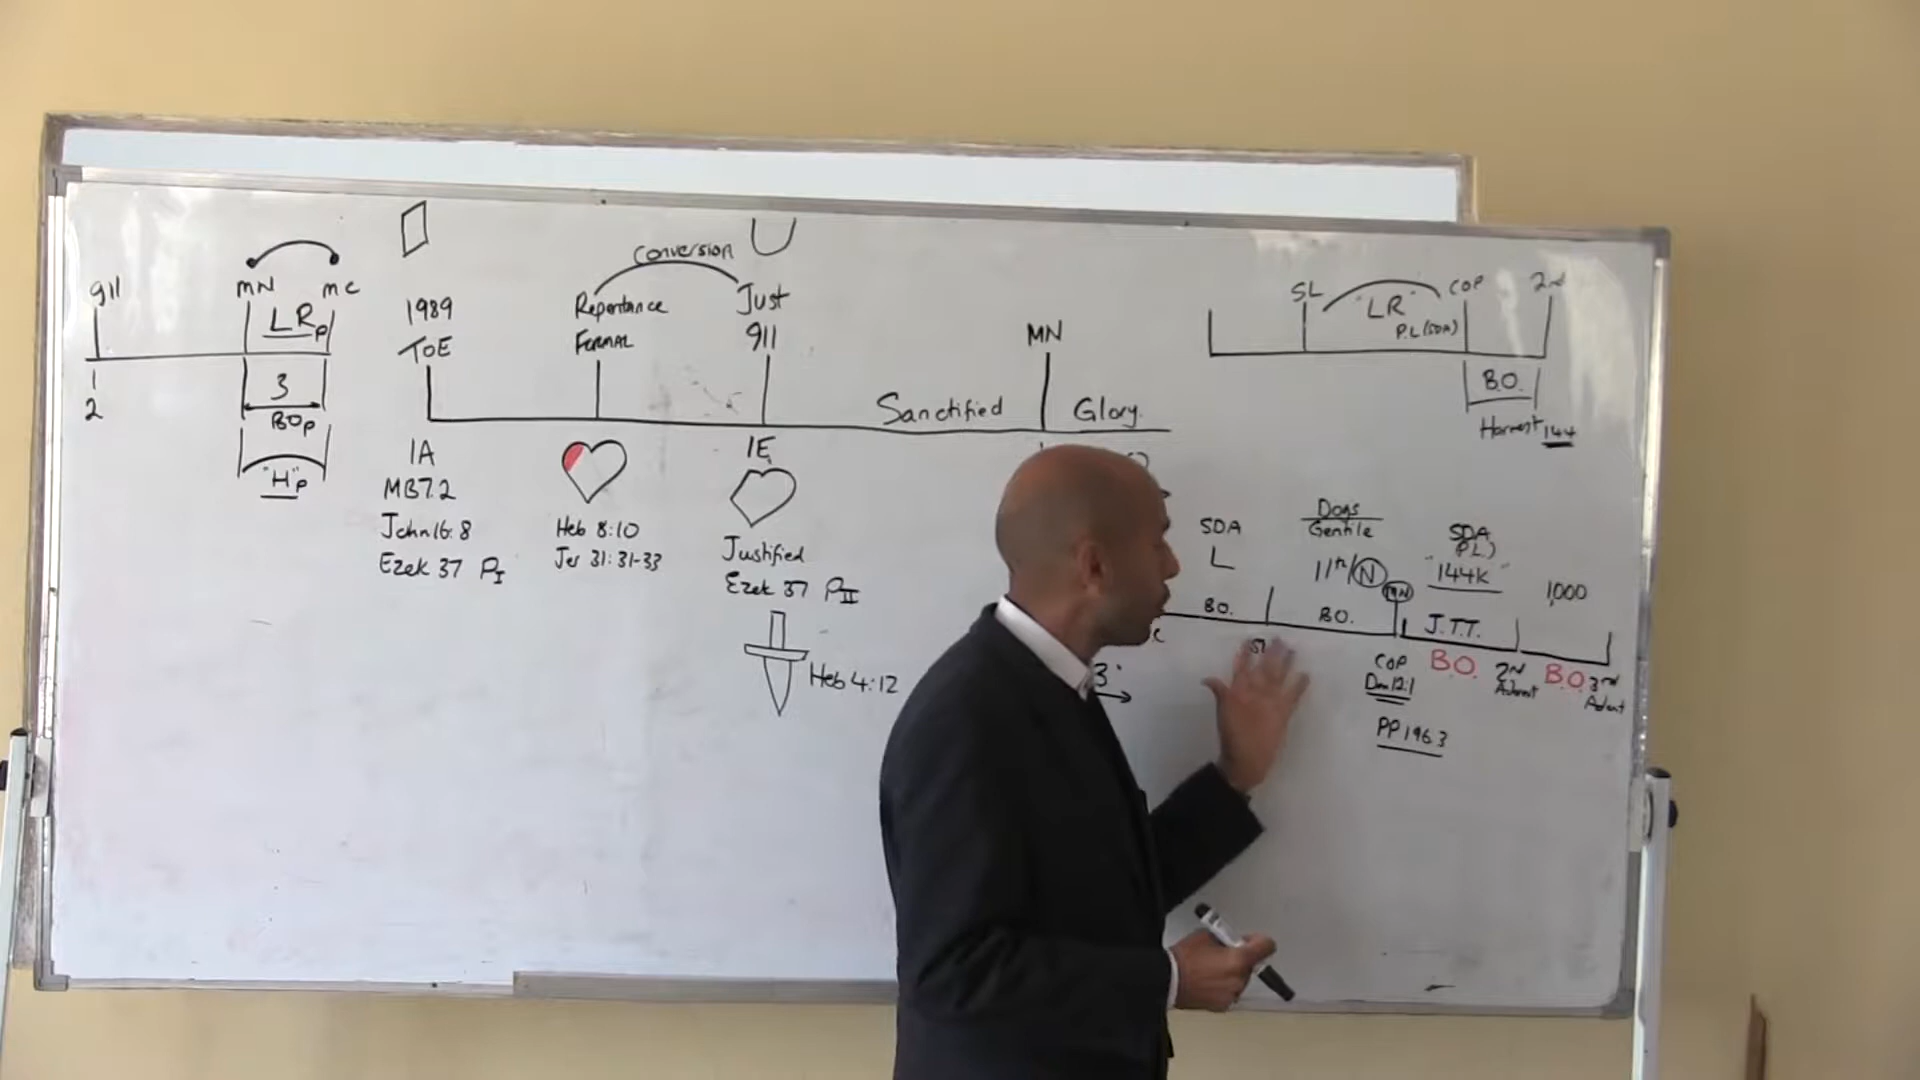 911
MN mc
LRp
1
2
3
BOp
"H"p
1989
TOE
1A
MB7.2
John 16:8
Ezek 37 PI
Conversion
Repentance
FORMAL
Heb 8:10
Jer 31:31-33
Just
911
1E
Justified
Ezek 37 PII
Heb 4:12
Sanctified
MN
Glory
3
SL "LR" COP 2nd
P.L (SDA)
B.O.
Harvest 144
SDA
L
B.O.
Dogs
Gentile
11th/N
B.O.
COP
Dan 12:1
PP 196.3
SDA
P.L)
"144K"
J.T.T.
B.O.
2nd
Advent
1,000
B.O.
3rd
Advent